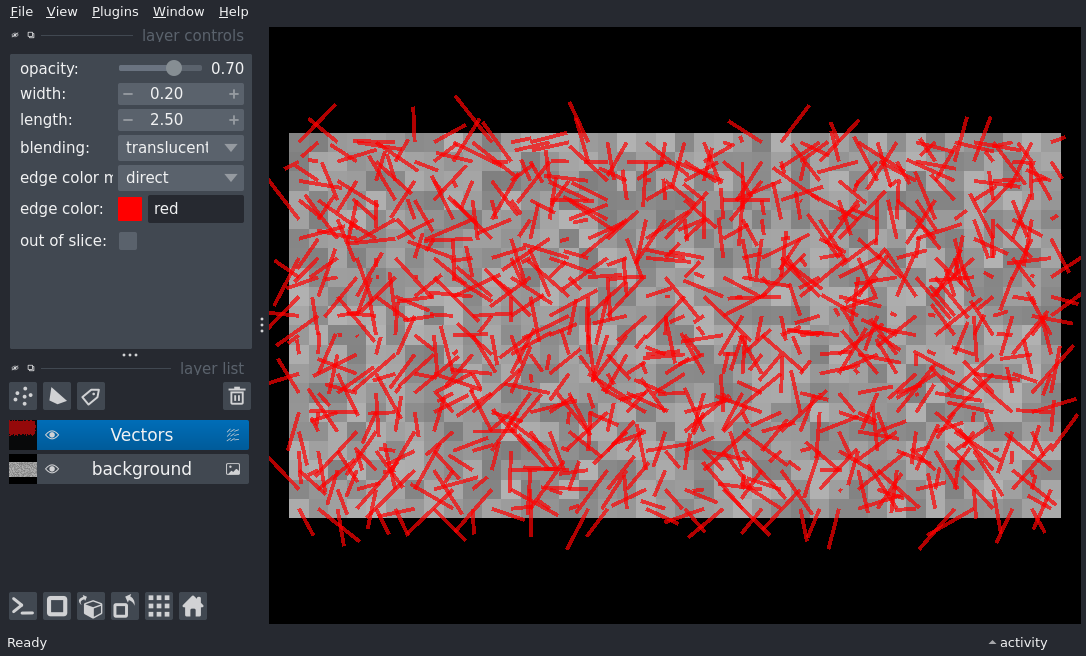 File View Plugins Window Help
layer controls
opacity: 0.70
width: 0.20
length: 2.50
blending: translucent
edge color m direct
edge color: red
out of slice:
layer list
Vectors
background
Ready activity